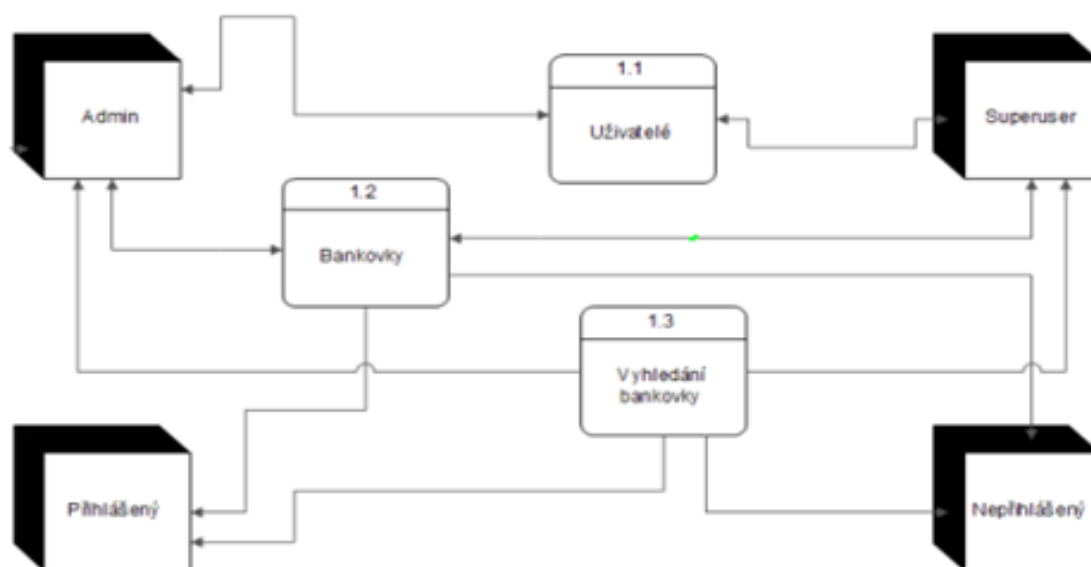 Admin
1.1
Uživatelé
Superuser
1.2
Bankovky
1.3
Vyhledání
bankovky
Přihlášený
Nepřihlášený